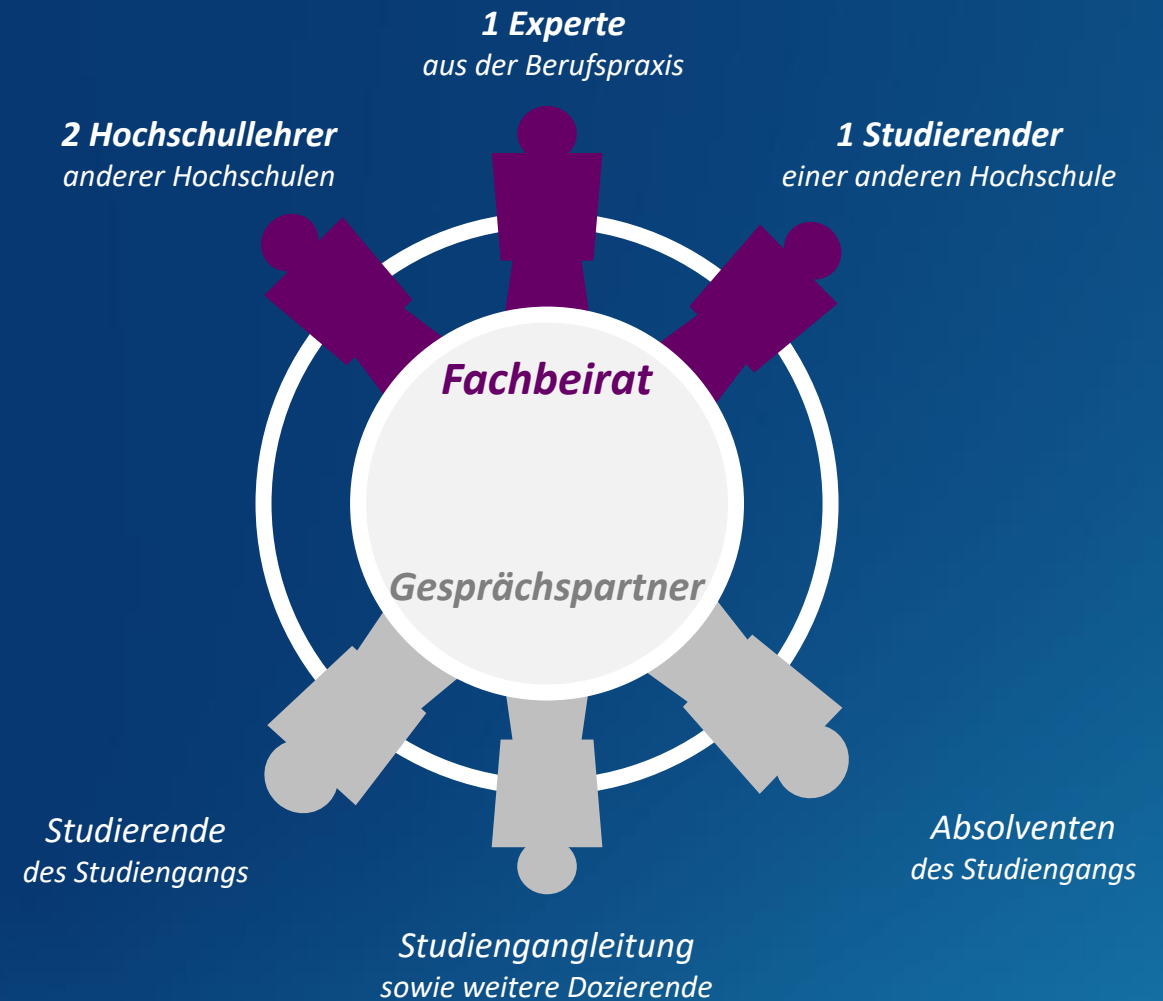 1 Experte
aus der Berufspraxis
2 Hochschullehrer
anderer Hochschulen
1 Studierender
einer anderen Hochschule
Fachbeirat
Gesprächspartner
Studierende
des Studiengangs
Absolventen
des Studiengangs
Studiengangleitung
sowie weitere Dozierende